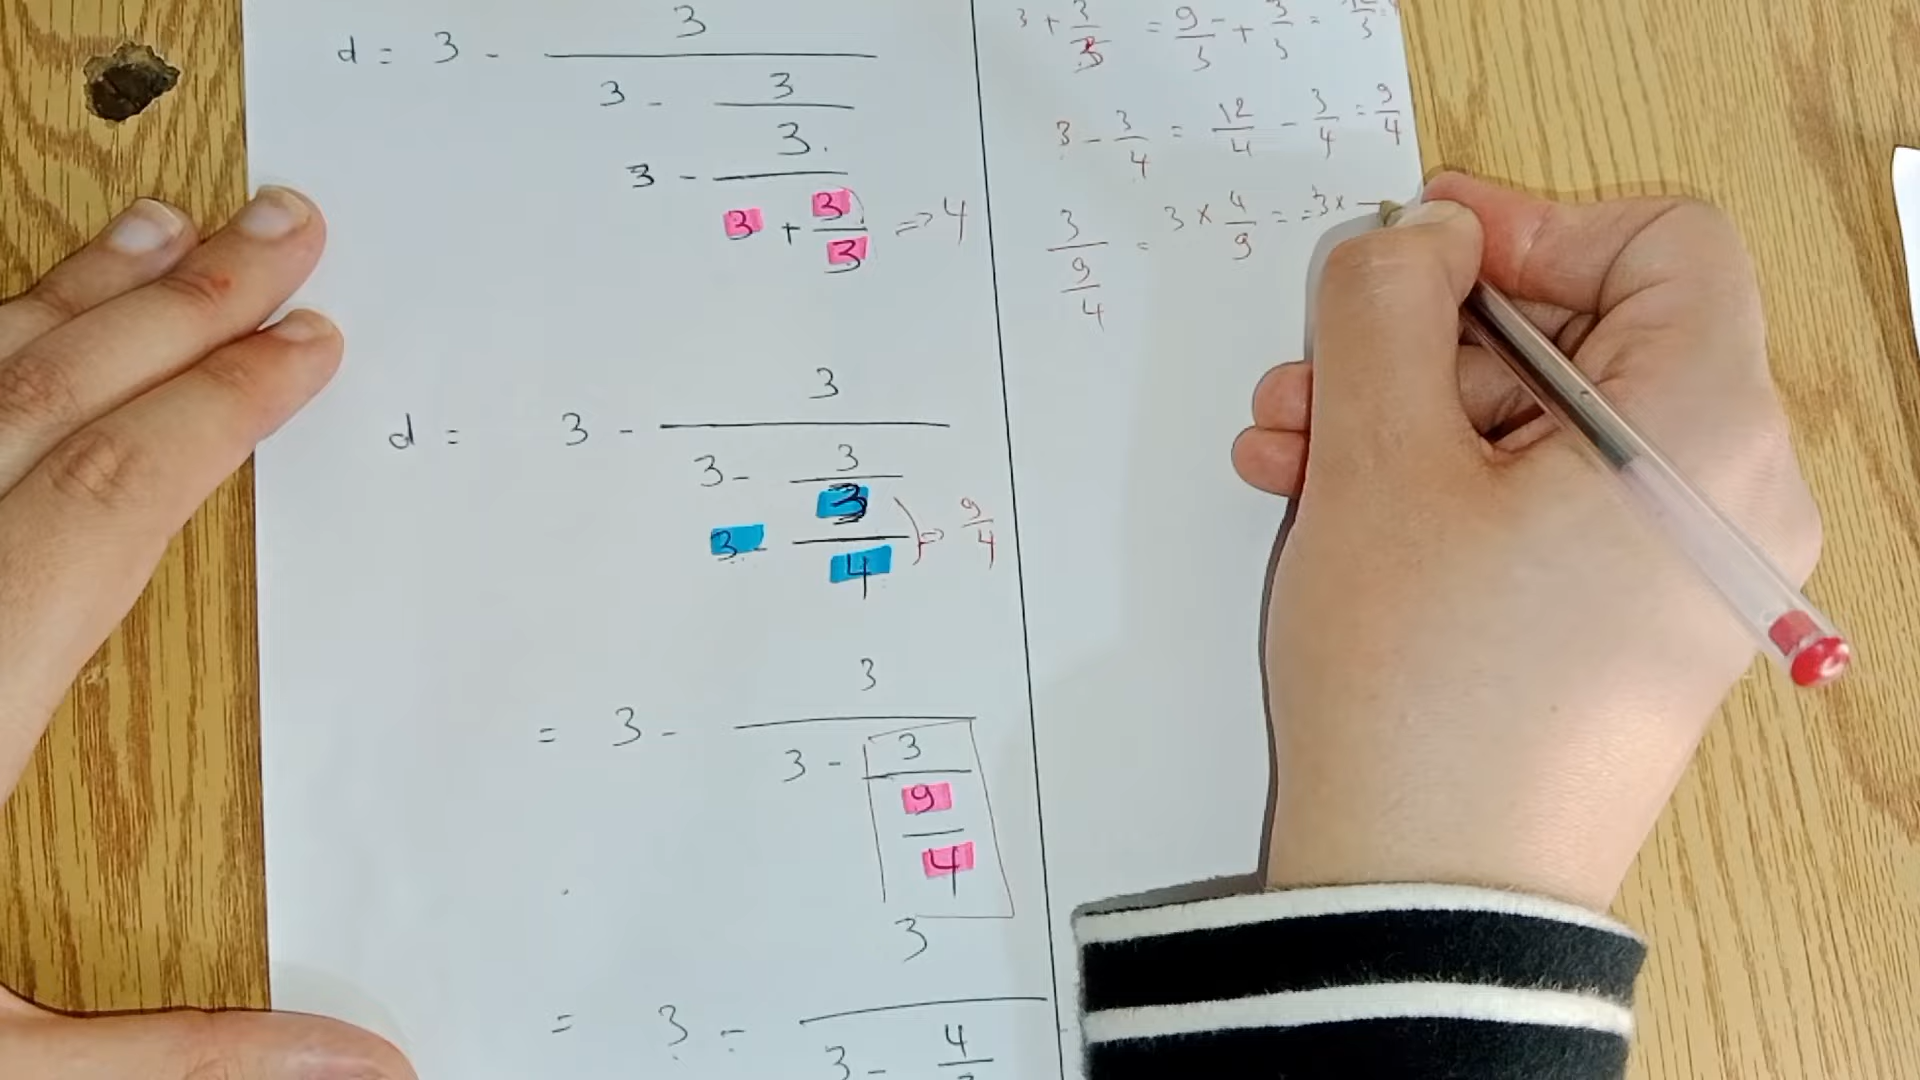 d = 3 - 3
3 - 3
3 - 3
3 + 3/3 => 4
d = 3 - 3
3 - 3
3 - 3/4 ) => 9/4
= 3 - 3
3 - 3
9
4
= 3 - 3
3 - 4
3 + 3/3 = 9/3 + 3/3 =
3 - 3/4 = 12/4 - 3/4 = 9/4
3/(9/4) = 3 × 4/9 = = 3 ×